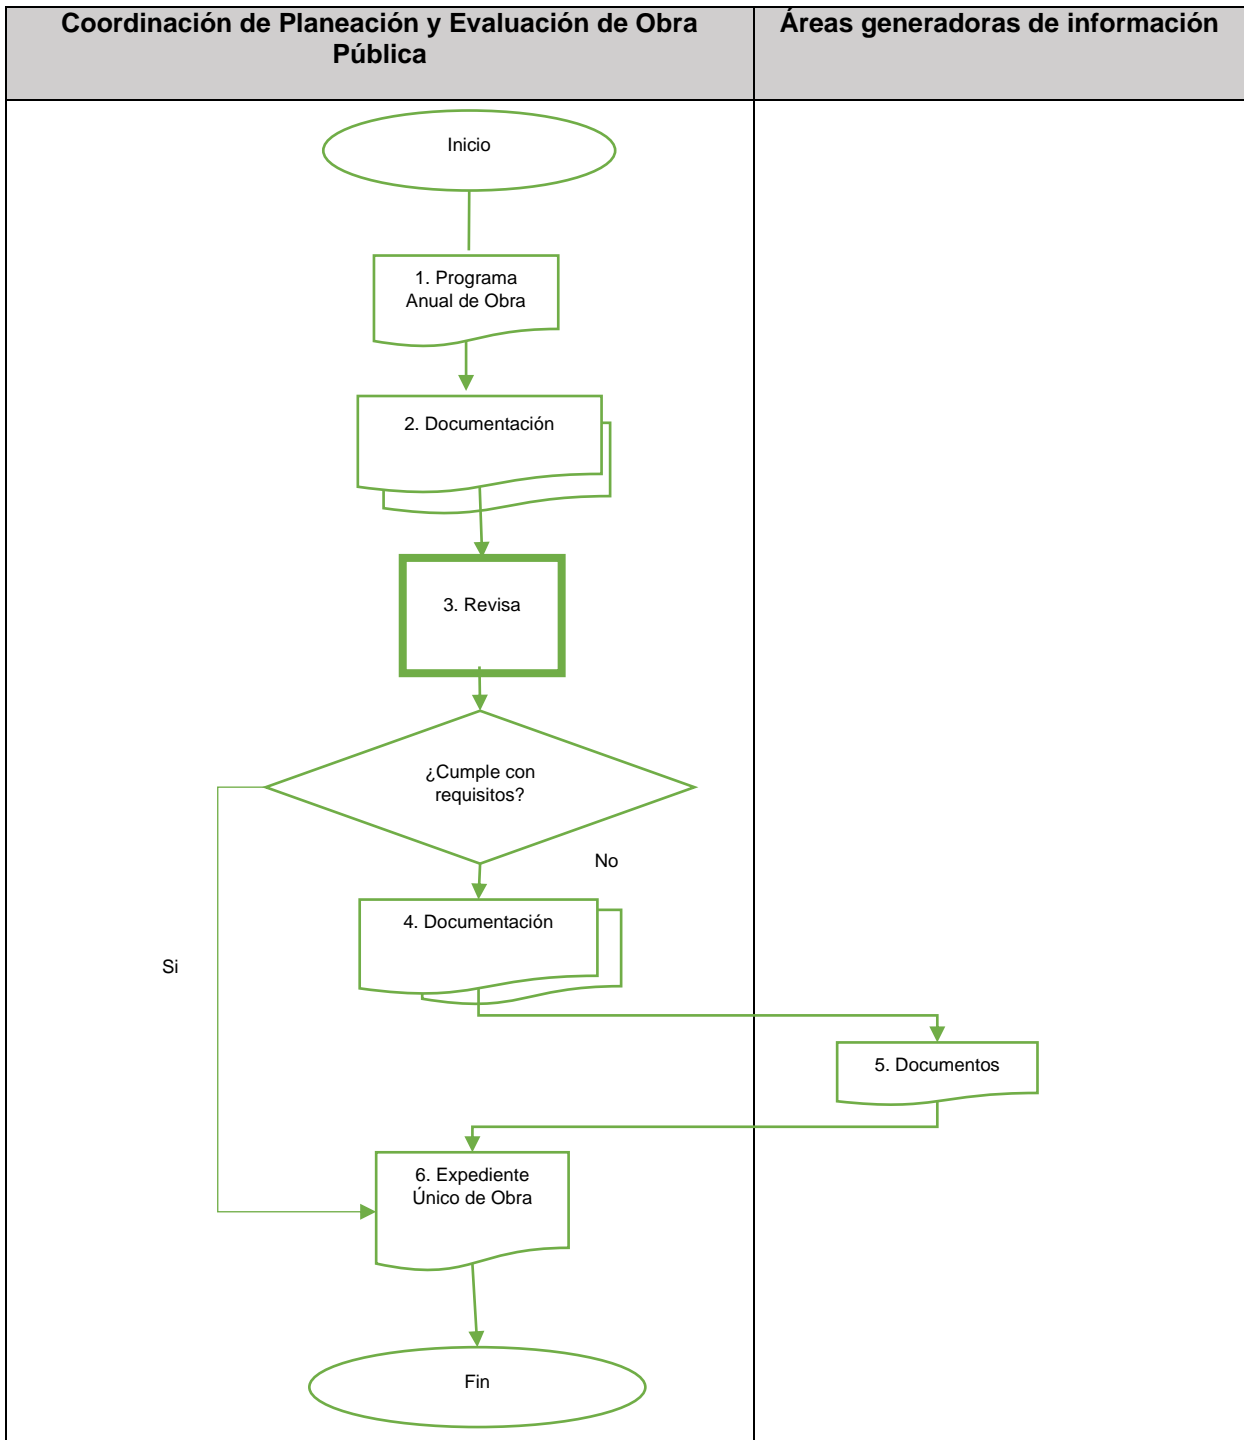 Coordinación de Planeación y Evaluación de Obra
Pública
Áreas generadoras de información
Inicio
1. Programa
Anual de Obra
2. Documentación
3. Revisa
¿Cumple con
requisitos?
No
4. Documentación
Si
5. Documentos
6. Expediente
Único de Obra
Fin